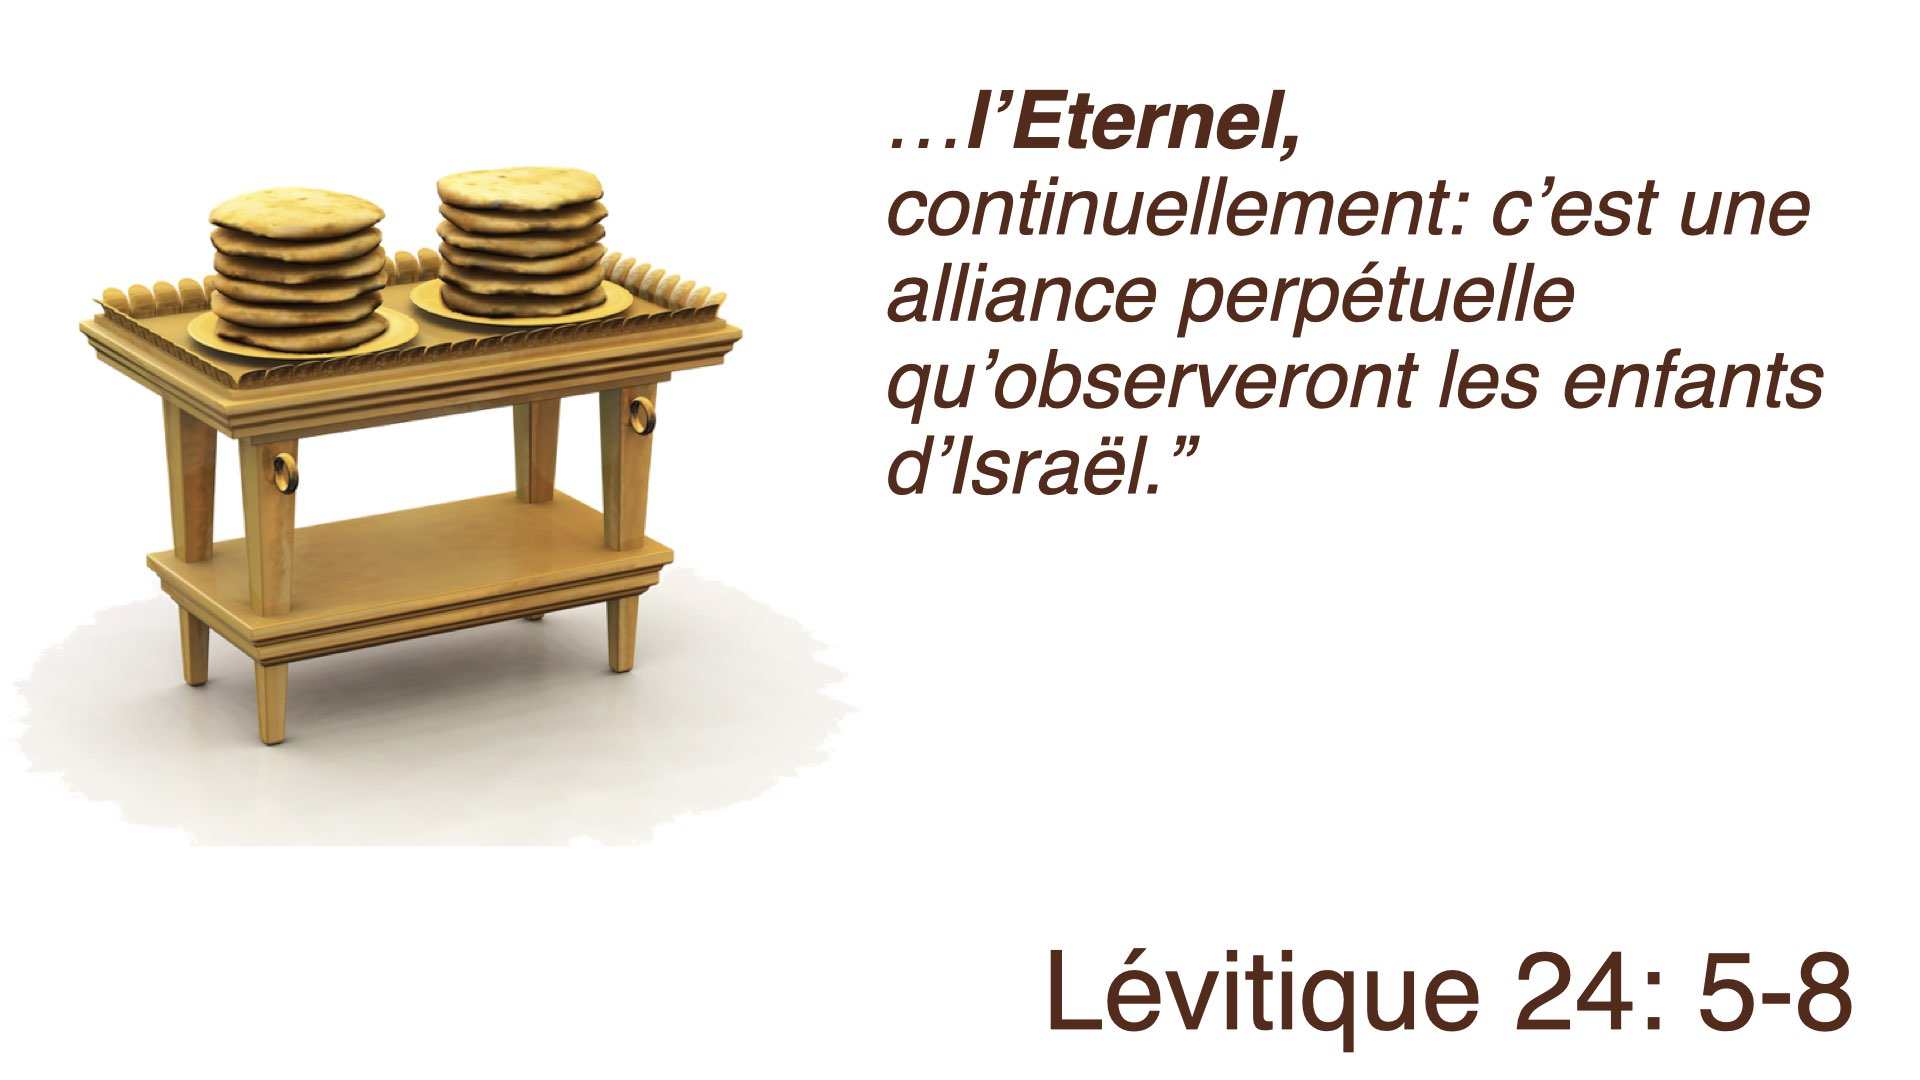 …l’Eternel,
continuellement: c’est une
alliance perpétuelle
qu’observeront les enfants
d’Israël.”
Lévitique 24: 5-8